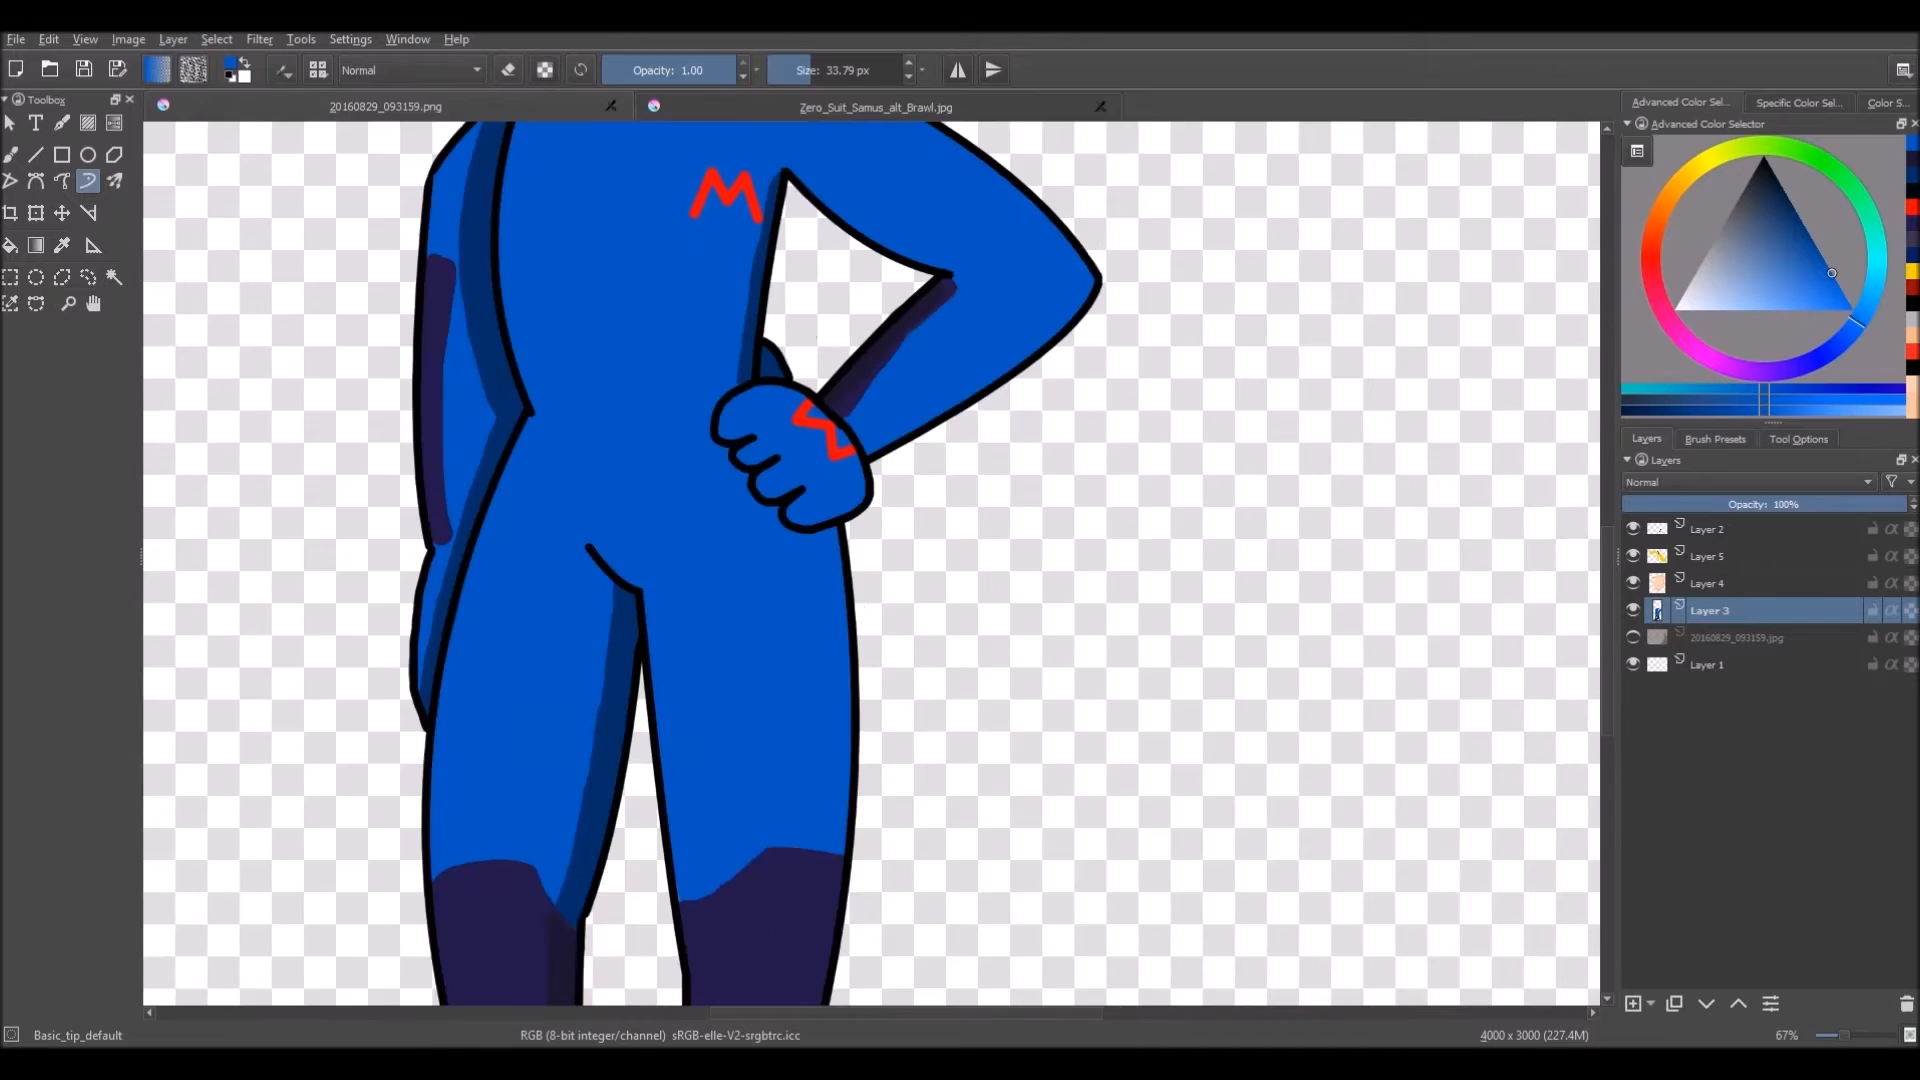 File Edit View Image Layer Select Filter Tools Settings Window Help
Normal Opacity: 1.00 Size: 33.79 px
Toolbox
20160829_093159.png Zero_Suit_Samus_alt_Brawl.jpg
Advanced Color Sel... Specific Color Sel... Color S...
Advanced Color Selector
Layers Brush Presets Tool Options
Layers
Normal
Opacity: 100%
Layer 2
Layer 5
Layer 4
Layer 3
20160829_093159.jpg
Layer 1
Basic_tip_default RGB (8-bit integer/channel) sRGB-elle-V2-srgbtrc.icc 4000 x 3000 (227.4M) 67%